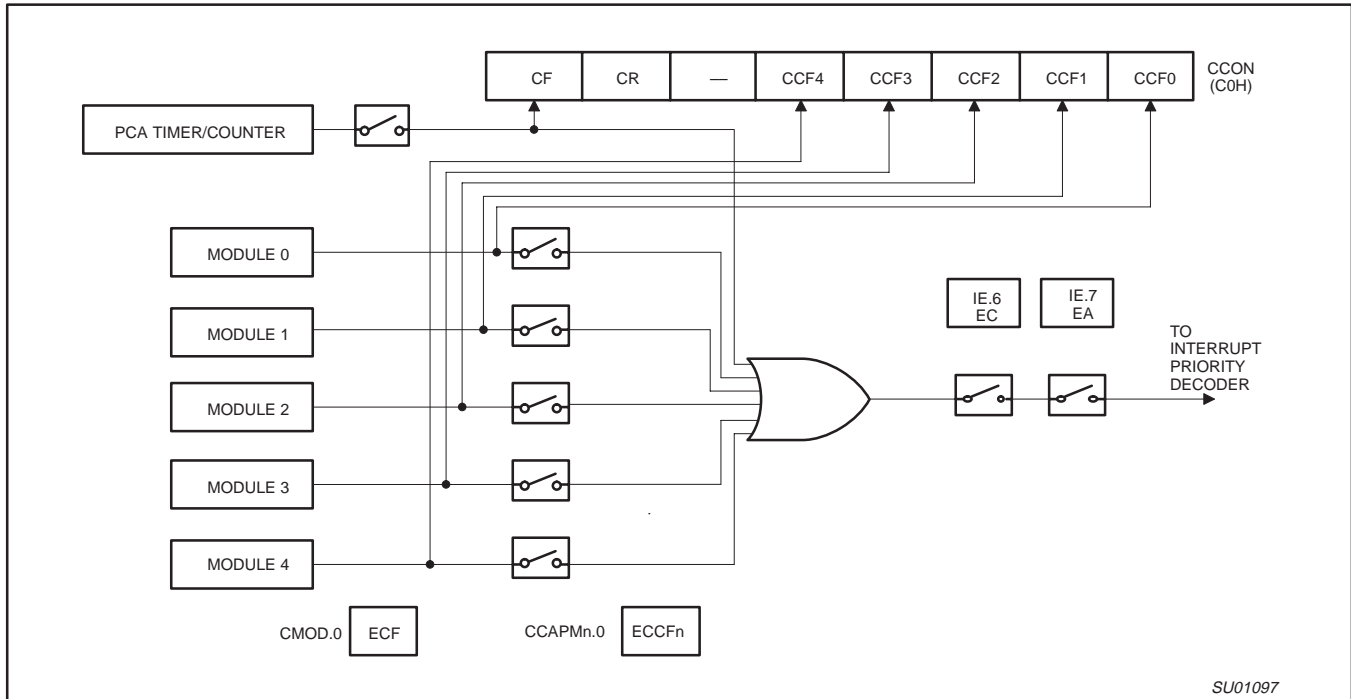 CF CR — CCF4 CCF3 CCF2 CCF1 CCF0
CCON
(C0H)
PCA TIMER/COUNTER
MODULE 0
MODULE 1
IE.6
EC
IE.7
EA
TO
INTERRUPT
PRIORITY
DECODER
MODULE 2
MODULE 3
MODULE 4
CMOD.0 ECF CCAPMn.0 ECCFn
SU01097